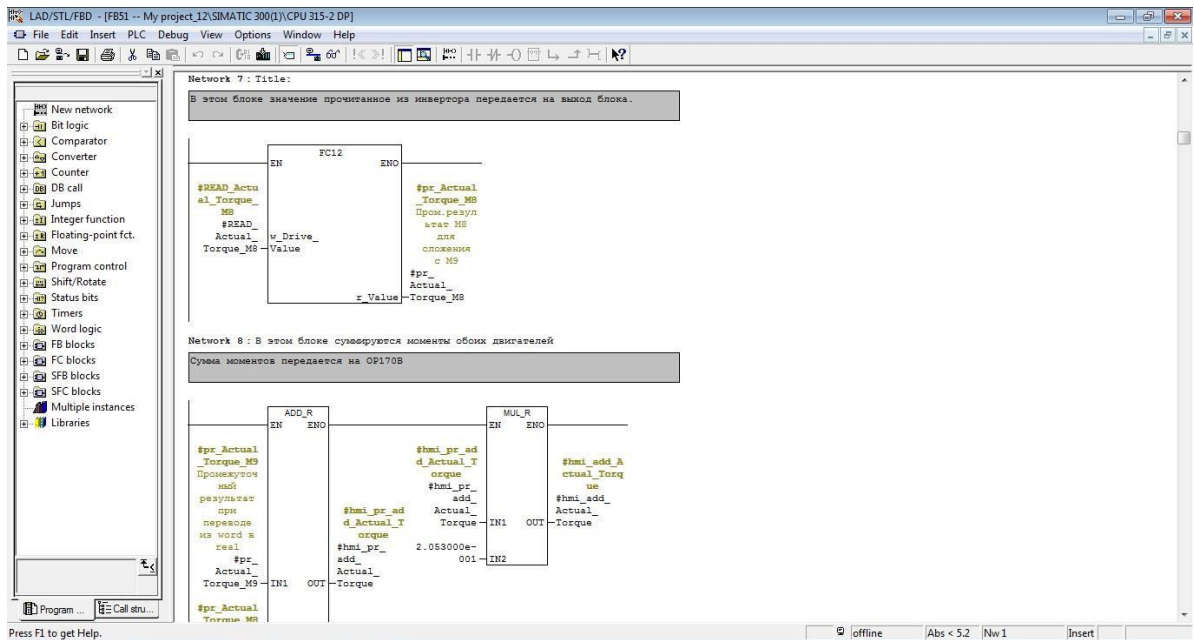 LAD/STL/FBD - [FB51 -- My project_12\SIMATIC 300(1)\CPU 315-2 DP]
File Edit Insert PLC Debug View Options Window Help
New network
Bit logic
Comparator
Converter
Counter
DB call
Jumps
Integer function
Floating-point fct.
Move
Program control
Shift/Rotate
Status bits
Timers
Word logic
FB blocks
FC blocks
SFB blocks
SFC blocks
Multiple instances
Libraries
Program ... Call stru...
Network 7 : Title:
В этом блоке значение прочитанное из инвертора передается на выход блока.
FC12
EN ENO
#READ_Actu
al_Torque_
M8
#READ_
Actual_
Torque_M8
w_Drive_
Value
#pr_Actual
_Torque_M8
Пром.резул
ьтат M8
для
сложения
с M9
#pr_
Actual_
r_Value Torque_M8
Network 8 : В этом блоке суммируются моменты обоих двигателей
Сумма моментов передается на OP170B
ADD_R
EN ENO
#pr_Actual
_Torque_M9
Промежуточ
ный
результат
при
переводе
из word в
real
#pr_
Actual_
Torque_M9 IN1 OUT
#hmi_pr_ad
d_Actual_T
orque
#hmi_pr_
add_
Actual_
Torque
#pr_Actual
_Torque_M8
MUL_R
EN ENO
#hmi_pr_ad
d_Actual_T
orque
#hmi_pr_
add_
Actual_
Torque IN1 OUT
2.053000e-
001 IN2
#hmi_add_A
ctual_Torq
ue
#hmi_add_
Actual_
Torque
Press F1 to get Help.
offline Abs < 5.2 Nw 1 Insert